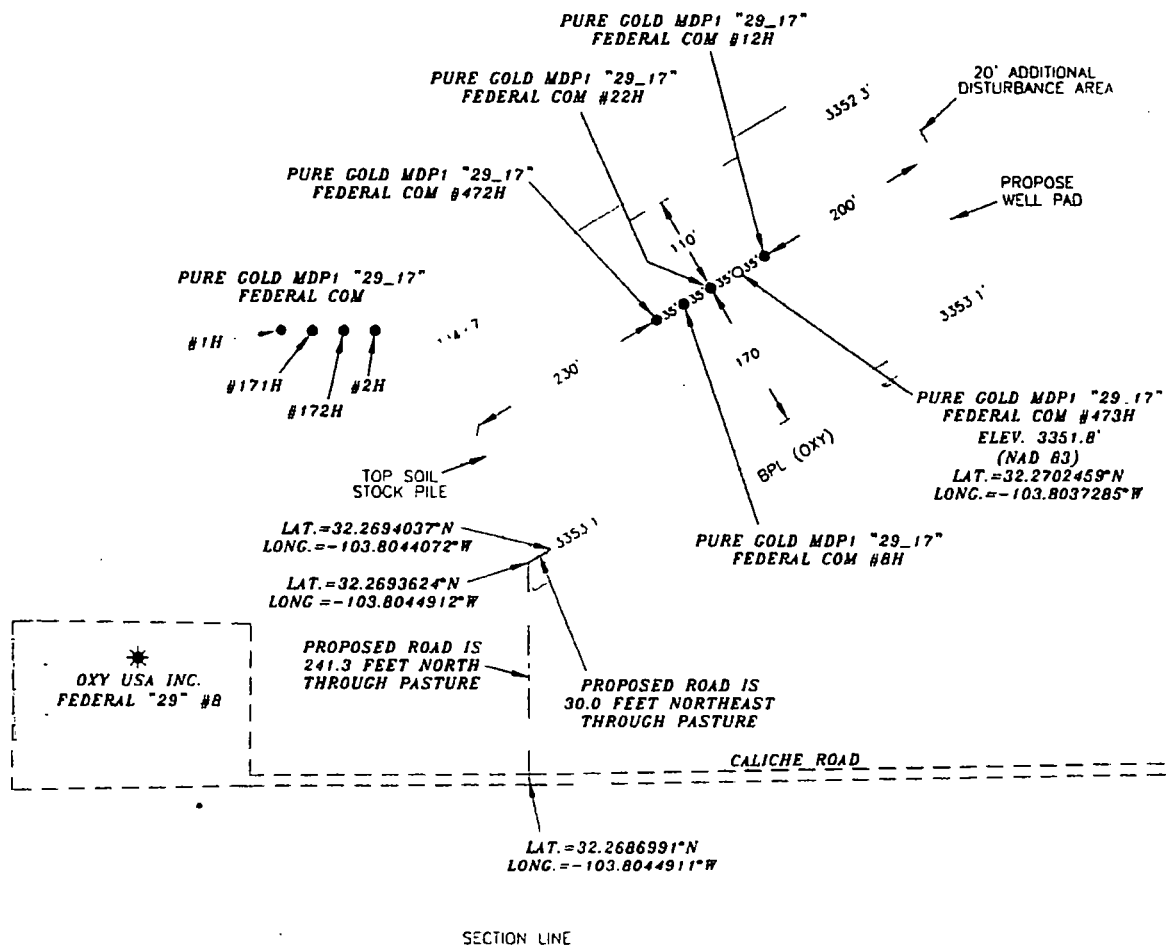 PURE GOLD MDP1 "29_17"
FEDERAL COM #12H
PURE GOLD MDP1 "29_17"
FEDERAL COM #22H
20' ADDITIONAL
DISTURBANCE AREA
3352 3'
PURE GOLD MDP1 "29_17"
FEDERAL COM #472H
PROPOSE
WELL PAD
200'
110'
35' 35' 35' 35'
PURE GOLD MDP1 "29_17"
FEDERAL COM
#1H
#171H
#172H
#2H
3353 1'
230'
170
PURE GOLD MDP1 "29_17"
FEDERAL COM #473H
ELEV. 3351.8'
(NAD 83)
LAT.=32.2702459°N
LONG.=-103.8037285°W
BPL (OXY)
TOP SOIL
STOCK PILE
LAT.=32.2694037°N
LONG.=-103.8044072°W
3353 1
PURE GOLD MDP1 "29_17"
FEDERAL COM #8H
LAT.=32.2693624°N
LONG =-103.8044912°W
PROPOSED ROAD IS
241.3 FEET NORTH
THROUGH PASTURE
OXY USA INC.
FEDERAL "29" #8
PROPOSED ROAD IS
30.0 FEET NORTHEAST
THROUGH PASTURE
CALICHE ROAD
LAT.=32.2686991°N
LONG.=-103.8044911°W
SECTION LINE